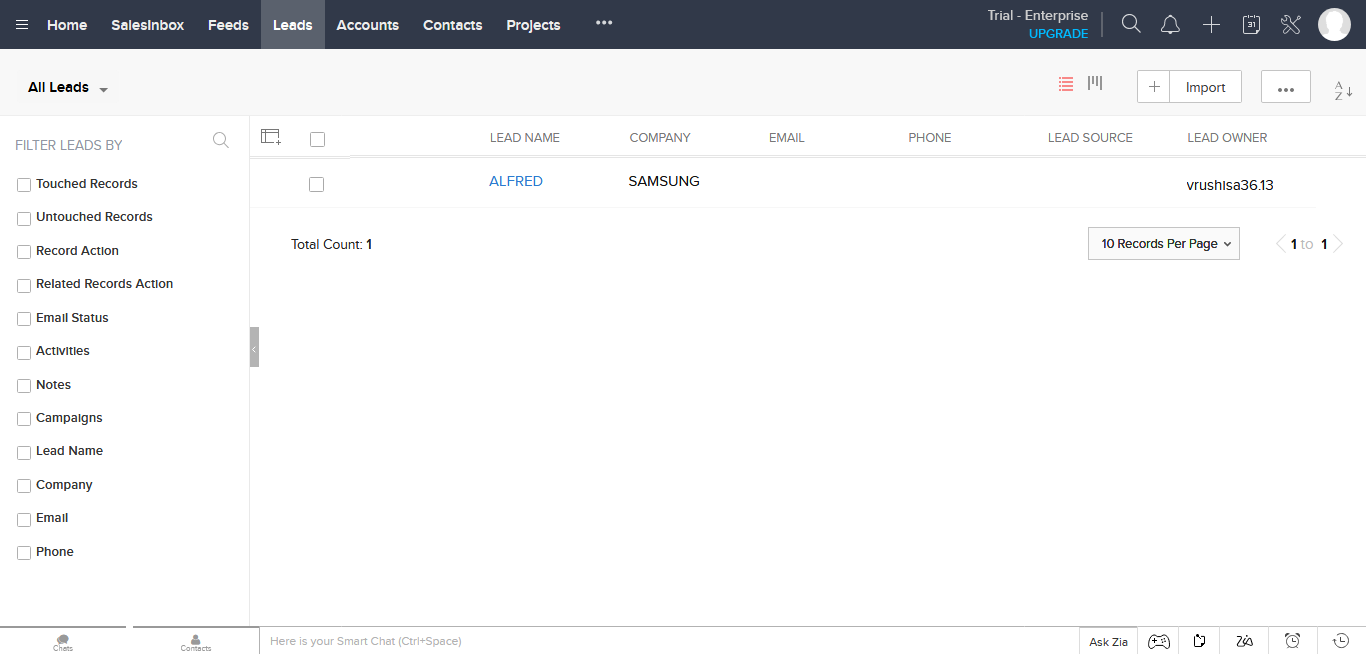 Home SalesInbox Feeds Leads Accounts Contacts Projects ••• Trial - Enterprise
UPGRADE
31
All Leads
Import •••
A
Z
FILTER LEADS BY
LEAD NAME COMPANY EMAIL PHONE LEAD SOURCE LEAD OWNER
Touched Records
ALFRED SAMSUNG vrushisa36.13
Untouched Records
Record Action
Total Count: 1 10 Records Per Page 1 to 1
Related Records Action
Email Status
Activities
Notes
Campaigns
Lead Name
Company
Email
Phone
Chats Contacts Here is your Smart Chat (Ctrl+Space) Ask Zia